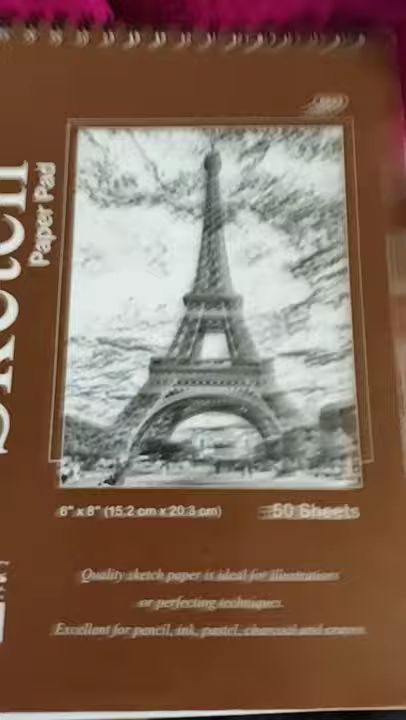 Sketch
Paper Pad
6" x 8" (15.2 cm x 20.3 cm)
50 Sheets
Quality sketch paper is ideal for illustrations
or perfecting techniques.
Excellent for pencil, ink, pastel, charcoal and crayon.